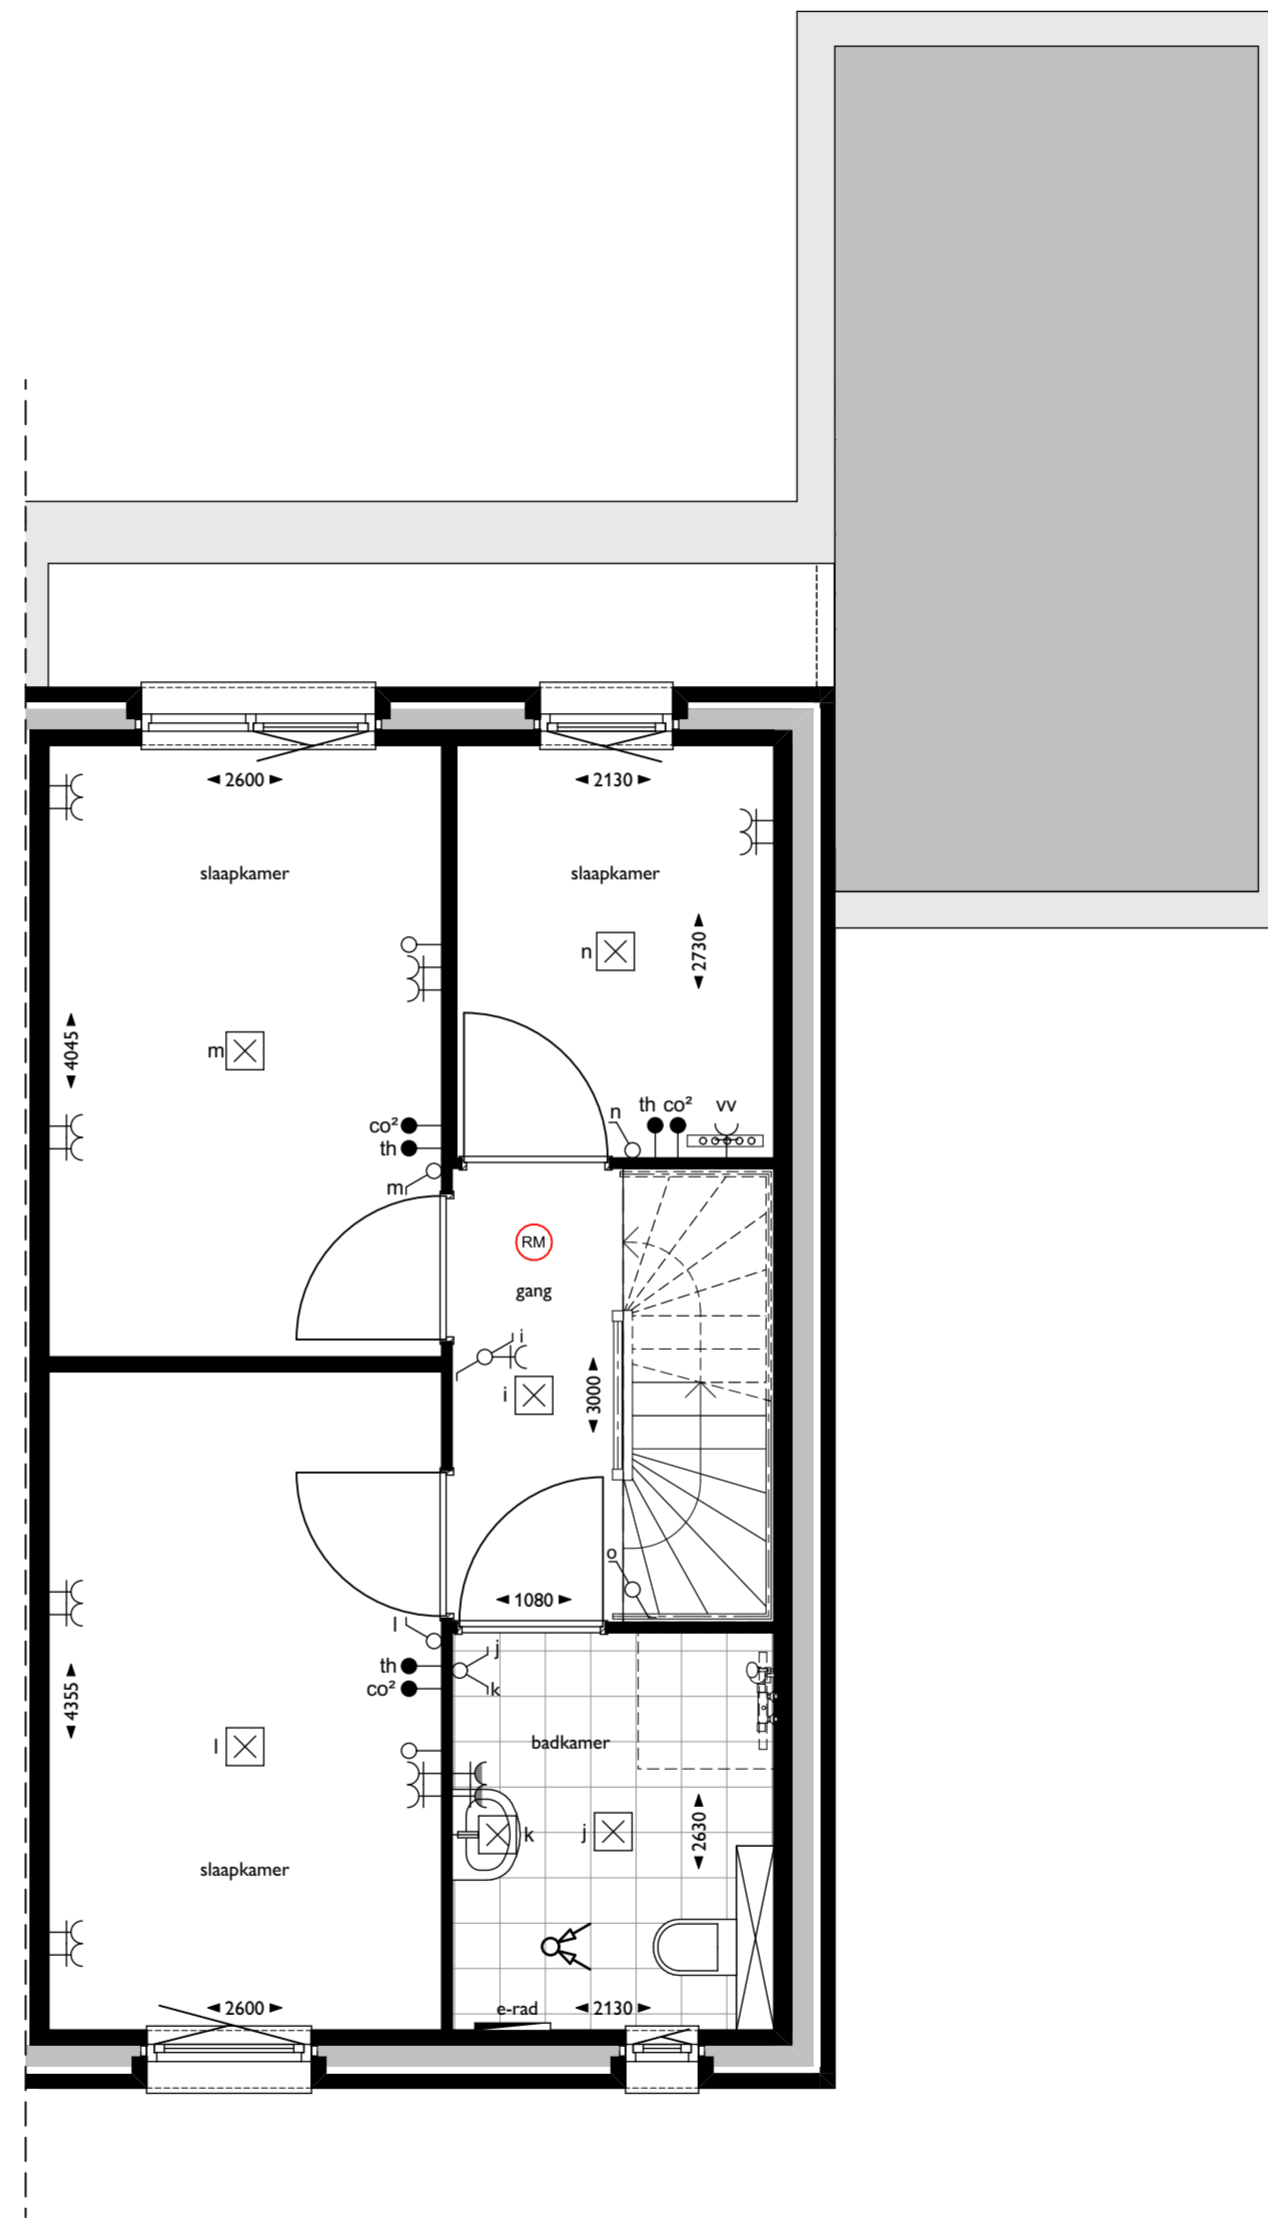 2600
2130
slaapkamer
slaapkamer
n
2730
4045
m
co²
th
m
n
th co²
vv
RM
gang
i
i
3000
o
1080
l
th
co²
j
k
4355
l
badkamer
k
j
2630
slaapkamer
2600
e-rad
2130